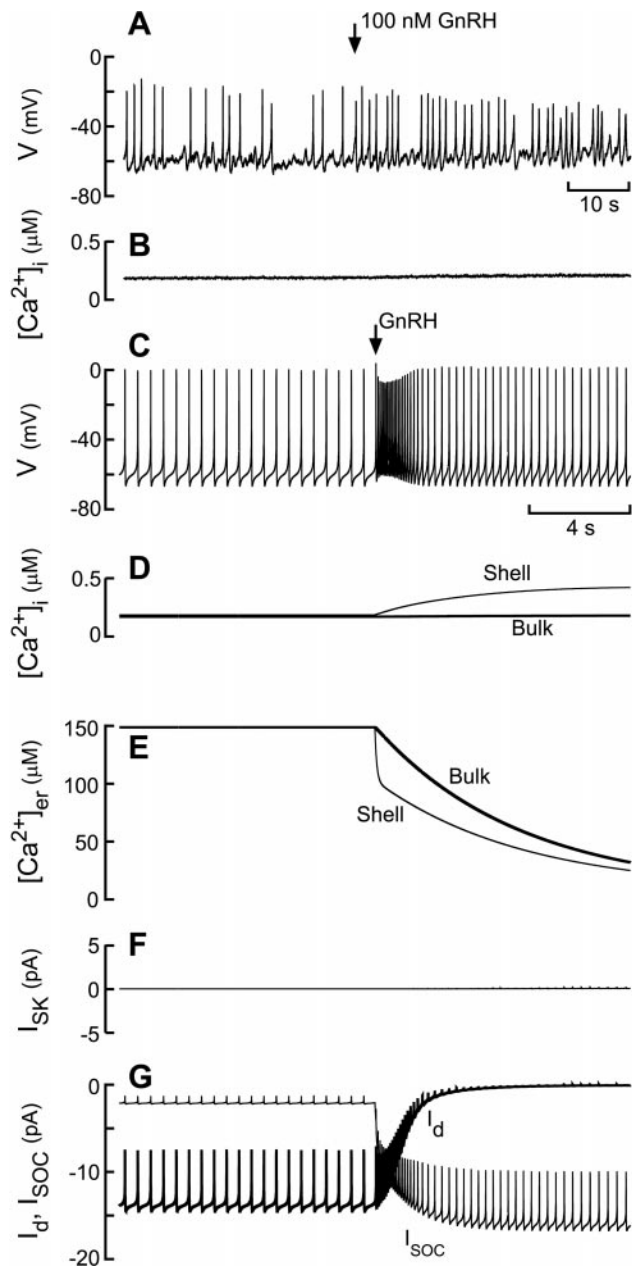 A
100 nM GnRH
0
-40
-80
V (mV)
10 s
B
0.5
0
[Ca²⁺]ᵢ (μM)
GnRH
C
0
-40
-80
V (mV)
4 s
D
0.5
0
[Ca²⁺]ᵢ (μM)
Shell
Bulk
E
150
100
50
0
[Ca²⁺]er (μM)
Bulk
Shell
F
5
0
-5
ISK (pA)
G
0
-10
-20
Id, ISOC (pA)
Id
ISOC